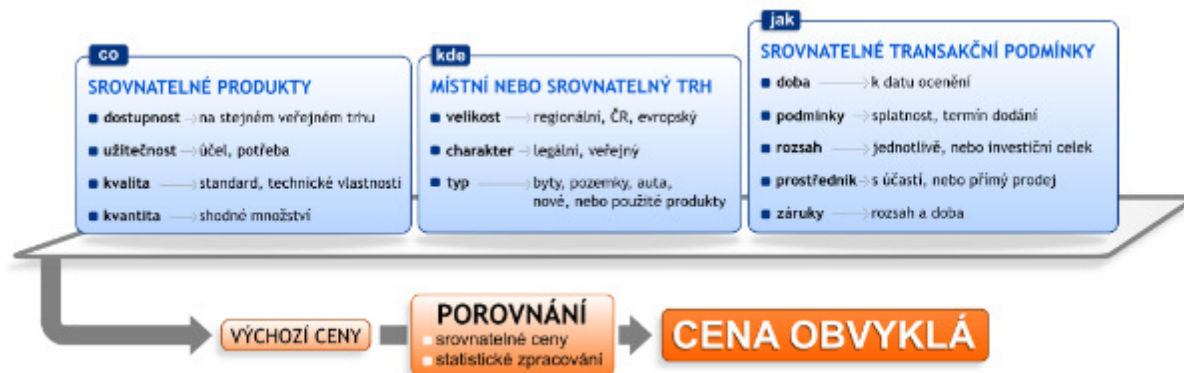 co
SROVNATELNÉ PRODUKTY
dostupnost na stejném veřejném trhu
užitečnost účel, potřeba
kvalita standard, technické vlastnosti
kvantita shodné množství
kde
MÍSTNÍ NEBO SROVNATELNÝ TRH
velikost regionální, ČR, evropský
charakter legální, veřejný
typ byty, pozemky, auta,
nové, nebo použité produkty
jak
SROVNATELNÉ TRANSAKČNÍ PODMÍNKY
doba k datu ocenění
podmínky splatnost, termín dodání
rozsah jednotlivě, nebo investiční celek
prostředník s účastí, nebo přímý prodej
záruky rozsah a doba
VÝCHOZÍ CENY
POROVNÁNÍ
srovnatelné ceny
statistické zpracování
CENA OBVYKLÁ